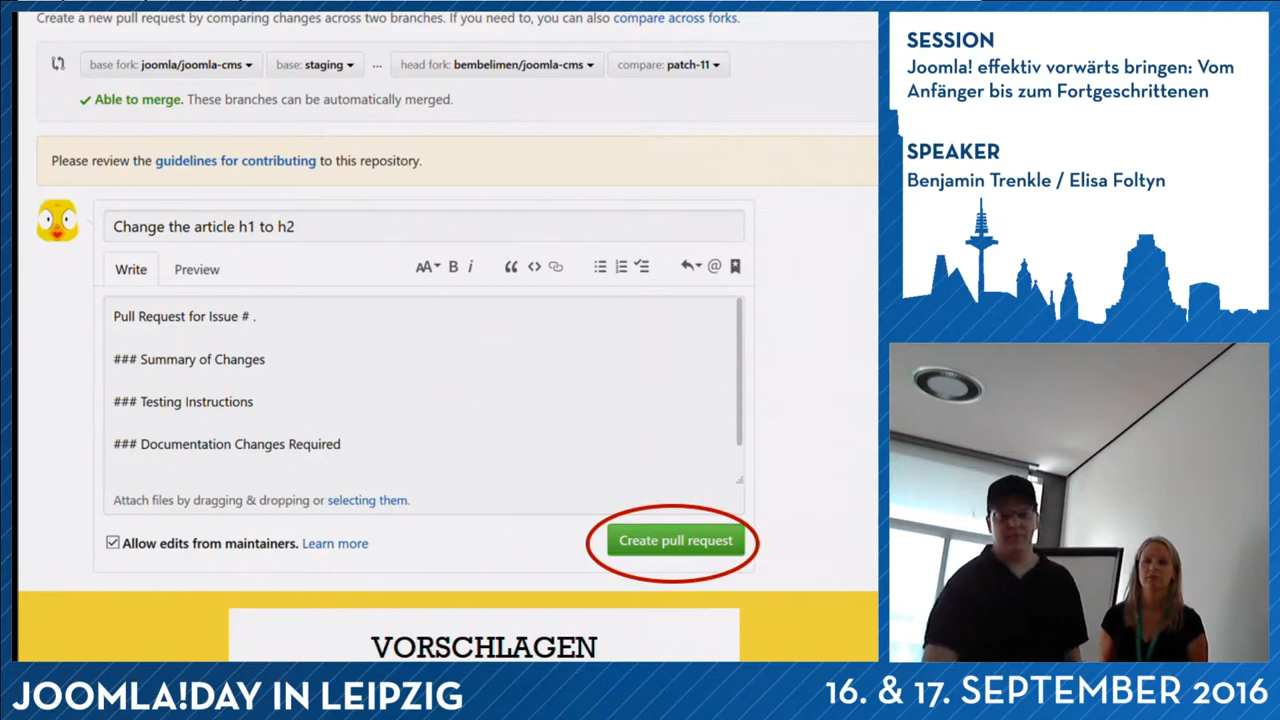 Create a new pull request by comparing changes across two branches. If you need to, you can also compare across forks.
base fork: joomla/joomla-cms base: staging ... head fork: bembelimen/joomla-cms compare: patch-11
Able to merge. These branches can be automatically merged.
Please review the guidelines for contributing to this repository.
Change the article h1 to h2
Write Preview AA B i @
Pull Request for Issue # .
### Summary of Changes
### Testing Instructions
### Documentation Changes Required
Attach files by dragging & dropping or selecting them.
Allow edits from maintainers. Learn more
Create pull request
VORSCHLAGEN
SESSION
Joomla! effektiv vorwärts bringen: Vom
Anfänger bis zum Fortgeschrittenen
SPEAKER
Benjamin Trenkle / Elisa Foltyn
JOOMLA!DAY IN LEIPZIG
16. & 17. SEPTEMBER 2016